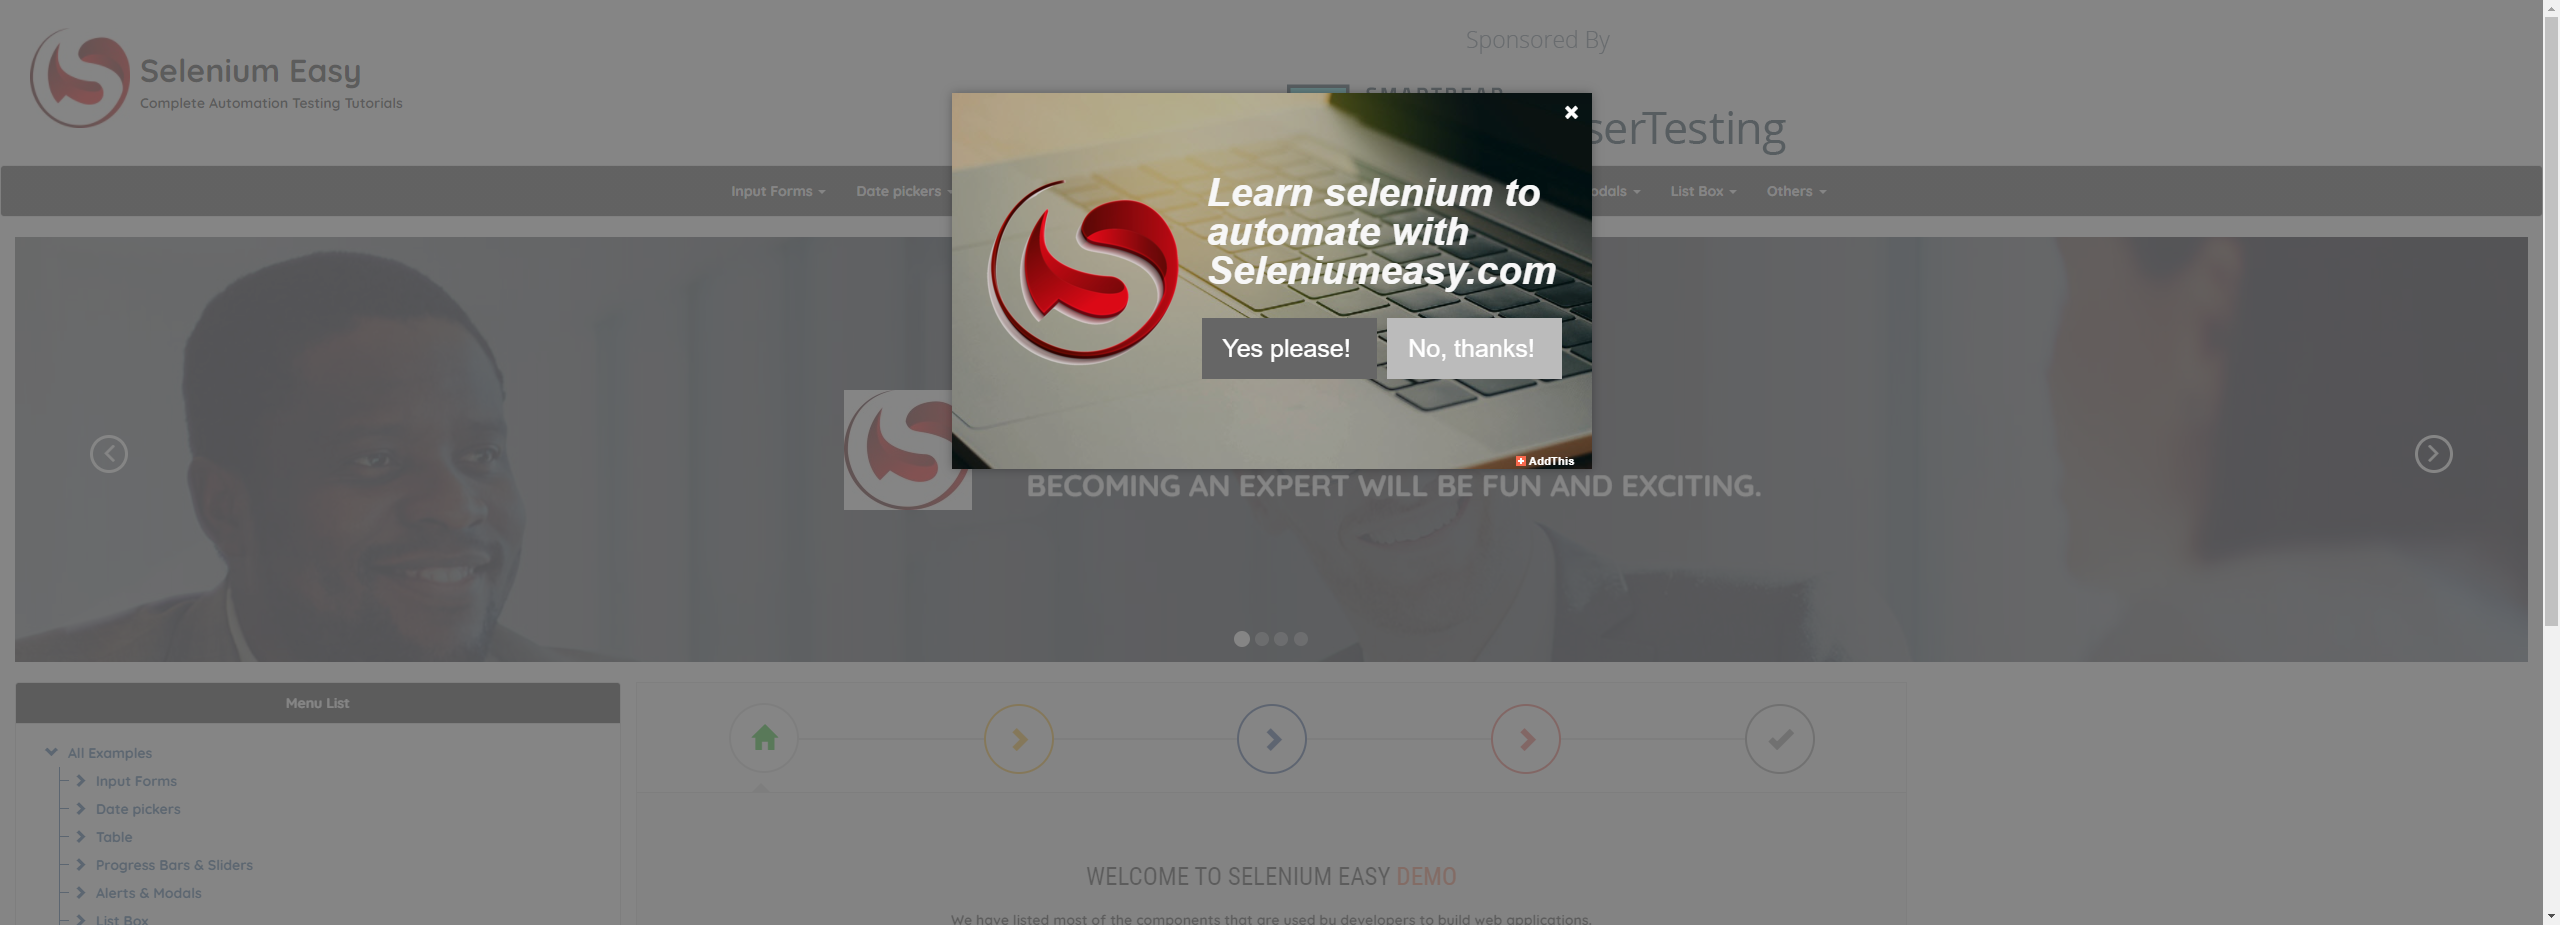 Selenium Easy
Complete Automation Testing Tutorials
Sponsored By
SMARTBEAR
serTesting
Input Forms
Date pickers
odals
List Box
Others
Learn selenium to
automate with
Seleniumeasy.com
Yes please!
No, thanks!
AddThis
BECOMING AN EXPERT WILL BE FUN AND EXCITING.
Menu List
All Examples
Input Forms
Date pickers
Table
Progress Bars & Sliders
Alerts & Modals
List Box
WELCOME TO SELENIUM EASY DEMO
We have listed most of the components that are used by developers to build web applications.